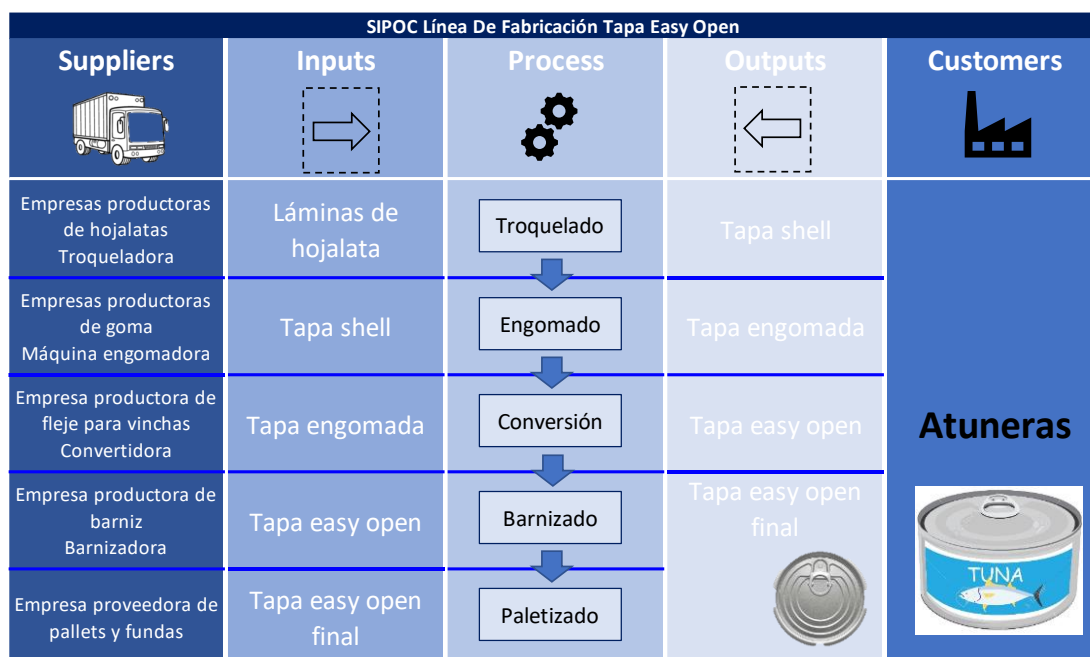 SIPOC Línea De Fabricación Tapa Easy Open
Suppliers
Inputs
Process
Outputs
Customers
Empresas productoras
de hojalatas
Troqueladora
Láminas de
hojalata
Troquelado
Tapa shell
Empresas productoras
de goma
Máquina engomadora
Tapa shell
Engomado
Tapa engomada
Empresa productora de
fleje para vinchas
Convertidora
Tapa engomada
Conversión
Tapa easy open
Atuneras
Empresa productora de
barniz
Barnizadora
Tapa easy open
Barnizado
Tapa easy open
final
TUNA
Empresa proveedora de
pallets y fundas
Tapa easy open
final
Paletizado